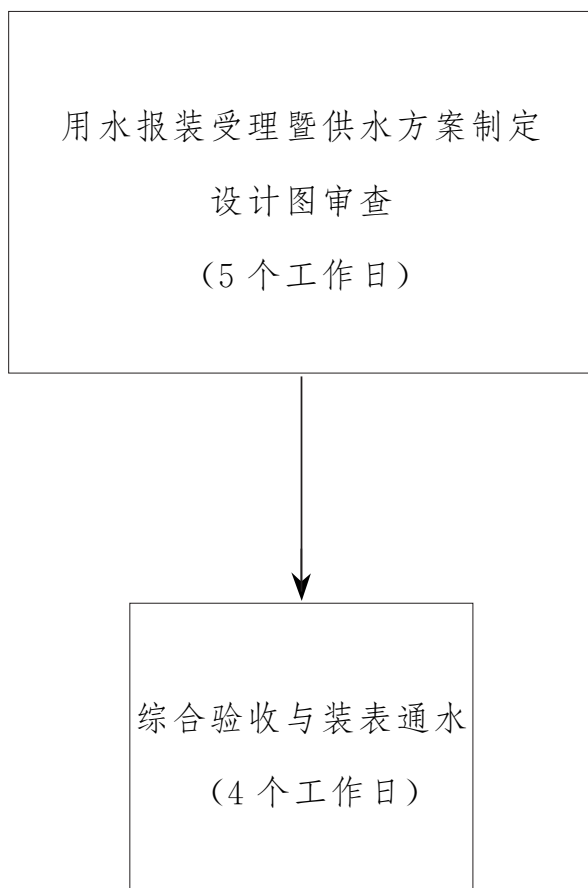 用水报装受理暨供水方案制定
设计图审查
（5 个工作日）
综合验收与装表通水
（4 个工作日）